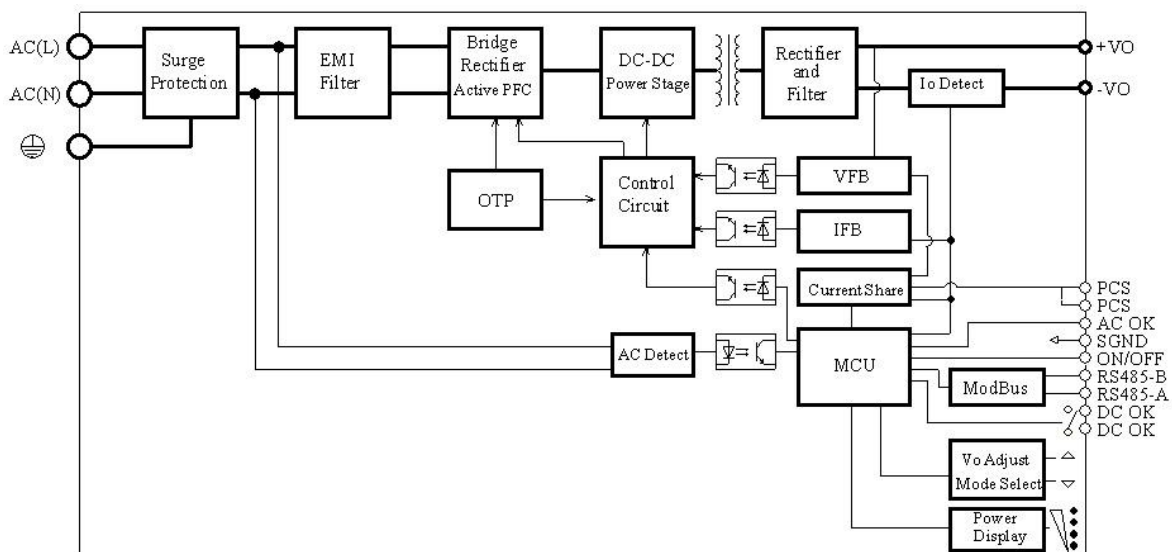 AC(L)
AC(N)
Surge
Protection
EMI
Filter
Bridge
Rectifier
Active PFC
DC-DC
Power Stage
Rectifier
and
Filter
Io Detect
+VO
-VO
OTP
Control
Circuit
VFB
IFB
Current Share
AC Detect
MCU
ModBus
Vo Adjust
Mode Select
Power
Display
PCS
PCS
AC OK
SGND
ON/OFF
RS485-B
RS485-A
DC OK
DC OK